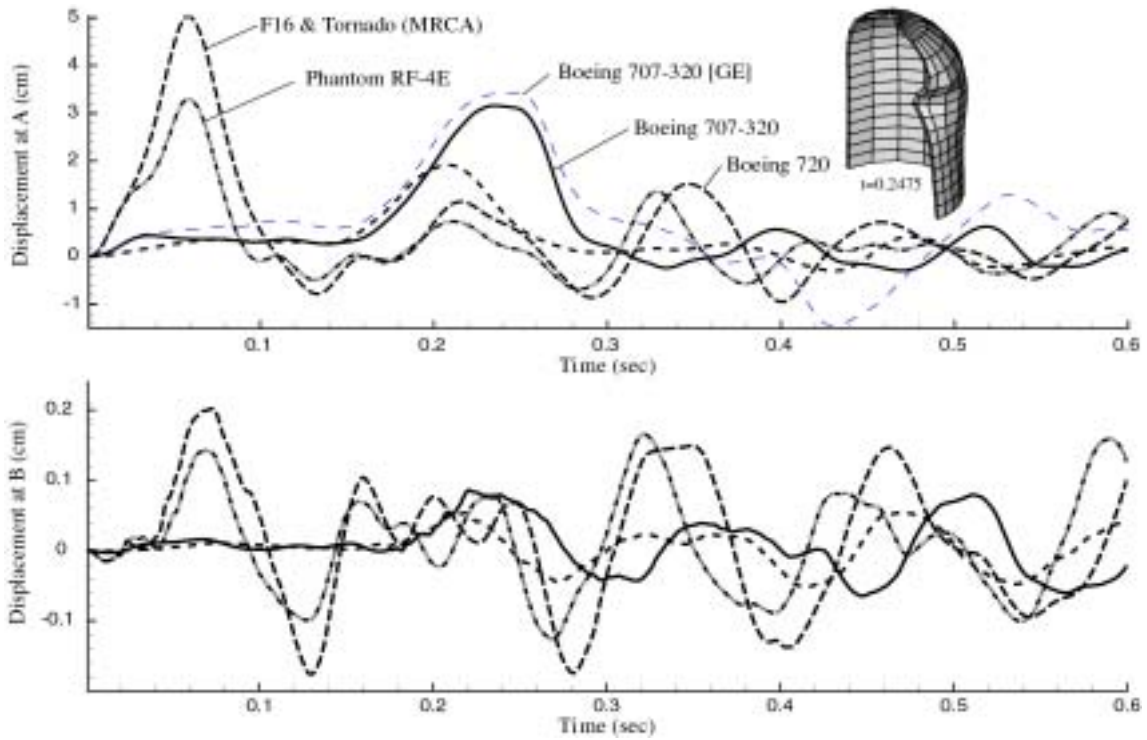 5
4
3
2
1
0
-1
Displacement at A (cm)
F16 & Tornado (MRCA)
Phantom RF-4E
Boeing 707-320 [GE]
Boeing 707-320
Boeing 720
t=0.2475
0.1
0.2
0.3
0.4
0.5
0.6
Time (sec)
0.2
0.1
0
-0.1
Displacement at B (cm)
0.1
0.2
0.3
0.4
0.5
0.6
Time (sec)